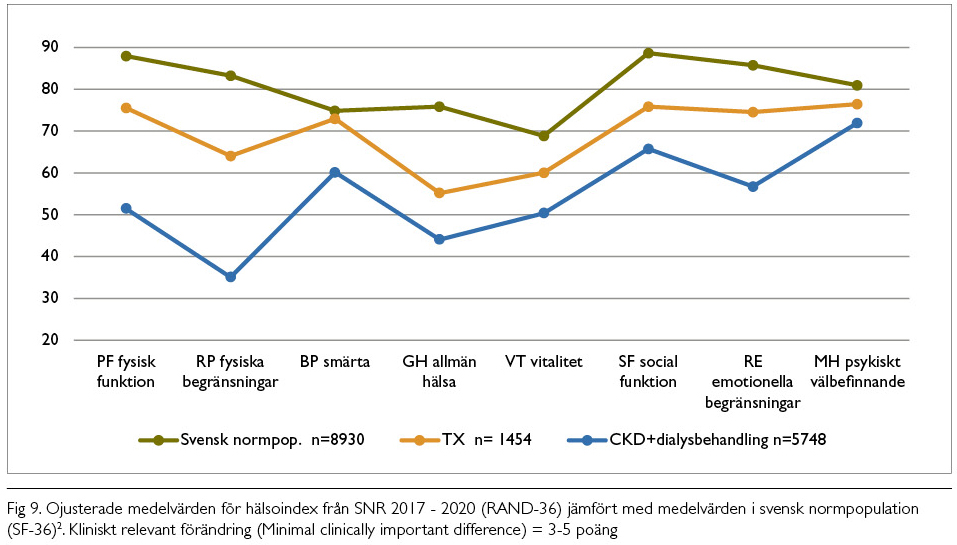 90
80
70
60
50
40
30
20
PF fysisk funktion
RP fysiska begränsningar
BP smärta
GH allmän hälsa
VT vitalitet
SF social funktion
RE emotionella begränsningar
MH psykiskt välbefinnande
Svensk normpop. n=8930
TX n= 1454
CKD+dialysbehandling n=5748
Fig 9. Ojusterade medelvärden för hälsoindex från SNR 2017 - 2020 (RAND-36) jämfört med medelvärden i svensk normpopulation
(SF-36)². Kliniskt relevant förändring (Minimal clinically important difference) = 3-5 poäng